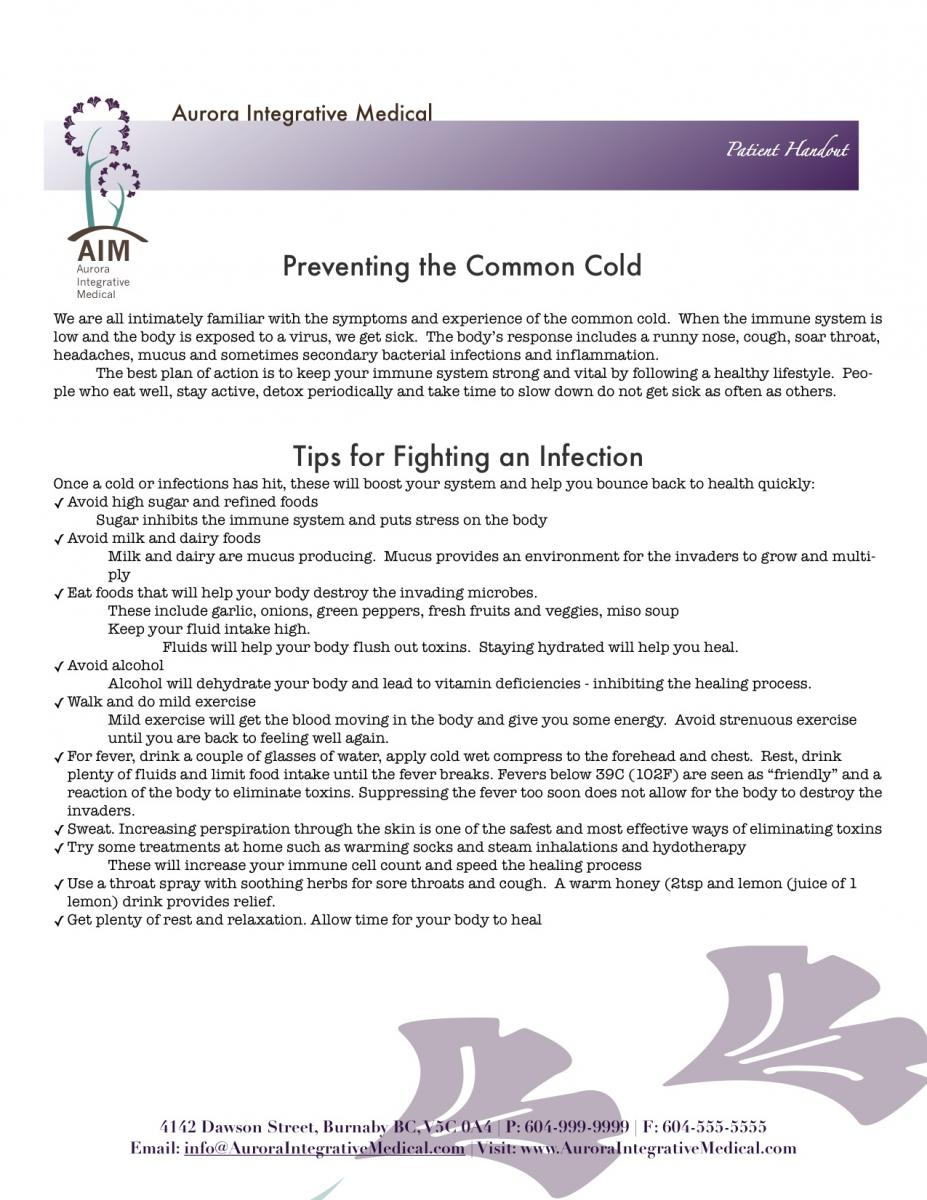 Aurora Integrative Medical
Patient Handout
AIM
Aurora
Integrative
Medical
Preventing the Common Cold
We are all intimately familiar with the symptoms and experience of the common cold.  When the immune system is
low and the body is exposed to a virus, we get sick.  The body's response includes a runny nose, cough, soar throat,
headaches, mucus and sometimes secondary bacterial infections and inflammation.
The best plan of action is to keep your immune system strong and vital by following a healthy lifestyle.  Peo-
ple who eat well, stay active, detox periodically and take time to slow down do not get sick as often as others.
Tips for Fighting an Infection
Once a cold or infections has hit, these will boost your system and help you bounce back to health quickly:
✓ Avoid high sugar and refined foods
Sugar inhibits the immune system and puts stress on the body
✓ Avoid milk and dairy foods
Milk and dairy are mucus producing.  Mucus provides an environment for the invaders to grow and multi-
ply
✓ Eat foods that will help your body destroy the invading microbes.
These include garlic, onions, green peppers, fresh fruits and veggies, miso soup
Keep your fluid intake high.
Fluids will help your body flush out toxins.  Staying hydrated will help you heal.
✓ Avoid alcohol
Alcohol will dehydrate your body and lead to vitamin deficiencies - inhibiting the healing process.
✓ Walk and do mild exercise
Mild exercise will get the blood moving in the body and give you some energy.  Avoid strenuous exercise
until you are back to feeling well again.
✓ For fever, drink a couple of glasses of water, apply cold wet compress to the forehead and chest.  Rest, drink
plenty of fluids and limit food intake until the fever breaks. Fevers below 39C (102F) are seen as "friendly" and a
reaction of the body to eliminate toxins. Suppressing the fever too soon does not allow for the body to destroy the
invaders.
✓ Sweat. Increasing perspiration through the skin is one of the safest and most effective ways of eliminating toxins
✓ Try some treatments at home such as warming socks and steam inhalations and hydotherapy
These will increase your immune cell count and speed the healing process
✓ Use a throat spray with soothing herbs for sore throats and cough.  A warm honey (2tsp and lemon (juice of 1
lemon) drink provides relief.
✓ Get plenty of rest and relaxation. Allow time for your body to heal
4142 Dawson Street, Burnaby BC, V5C 0A4 | P: 604-999-9999 | F: 604-555-5555
Email: info@AuroraIntegrativeMedical.com | Visit: www.AuroraIntegrativeMedical.com